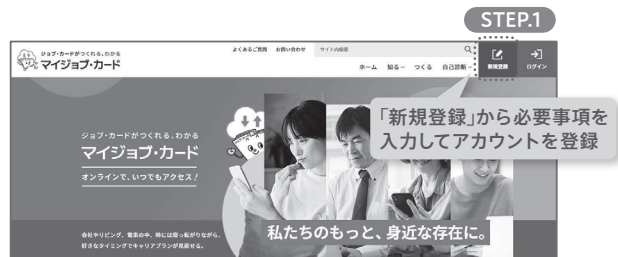 STEP.1
ジョブ・カードがつくれる、わかる
マイジョブ・カード
よくあるご質問 お問い合わせ サイト内検索
ホーム 知る つくる 自己診断
新規登録 ログイン
「新規登録」から必要事項を
入力してアカウントを登録
ジョブ・カードがつくれる、わかる
マイジョブ・カード
オンラインで、いつでもアクセス!
会社やリビング、電車の中、時には寝っ転がりながら、
好きなタイミングでキャリアプランが見直せる。
私たちのもっと、身近な存在に。